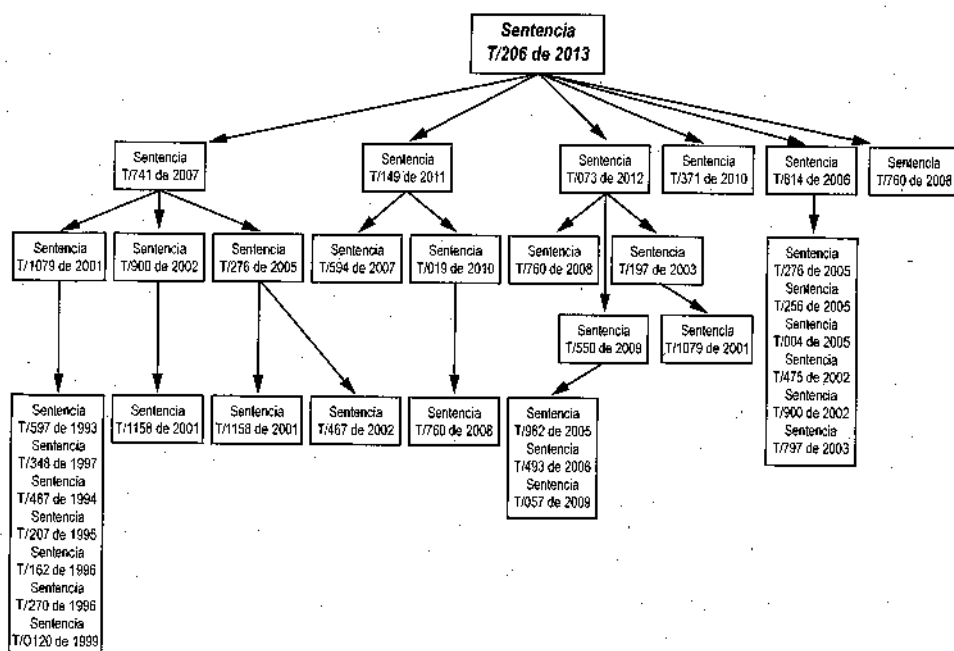 Sentencia
T/206 de 2013
Sentencia
T/741 de 2007
Sentencia
T/149 de 2011
Sentencia
T/073 de 2012
Sentencia
T/371 de 2010
Sentencia
T/814 de 2006
Sentencia
T/760 de 2008
Sentencia
T/1079 de 2001
Sentencia
T/900 de 2002
Sentencia
T/276 de 2005
Sentencia
T/594 de 2007
Sentencia
T/019 de 2010
Sentencia
T/760 de 2008
Sentencia
T/197 de 2003
Sentencia
T/276 de 2005
Sentencia
T/256 de 2005
Sentencia
T/004 de 2005
Sentencia
T/475 de 2002
Sentencia
T/900 de 2002
Sentencia
T/797 de 2003
Sentencia
T/550 de 2009
Sentencia
T/1079 de 2001
Sentencia
T/597 de 1993
Sentencia
T/348 de 1997
Sentencia
T/467 de 1994
Sentencia
T/207 de 1995
Sentencia
T/162 de 1996
Sentencia
T/270 de 1996
Sentencia
T/O120 de 1999
Sentencia
T/1158 de 2001
Sentencia
T/1158 de 2001
Sentencia
T/467 de 2002
Sentencia
T/760 de 2008
Sentencia
T/982 de 2005
Sentencia
T/493 de 2006
Sentencia
T/057 de 2009